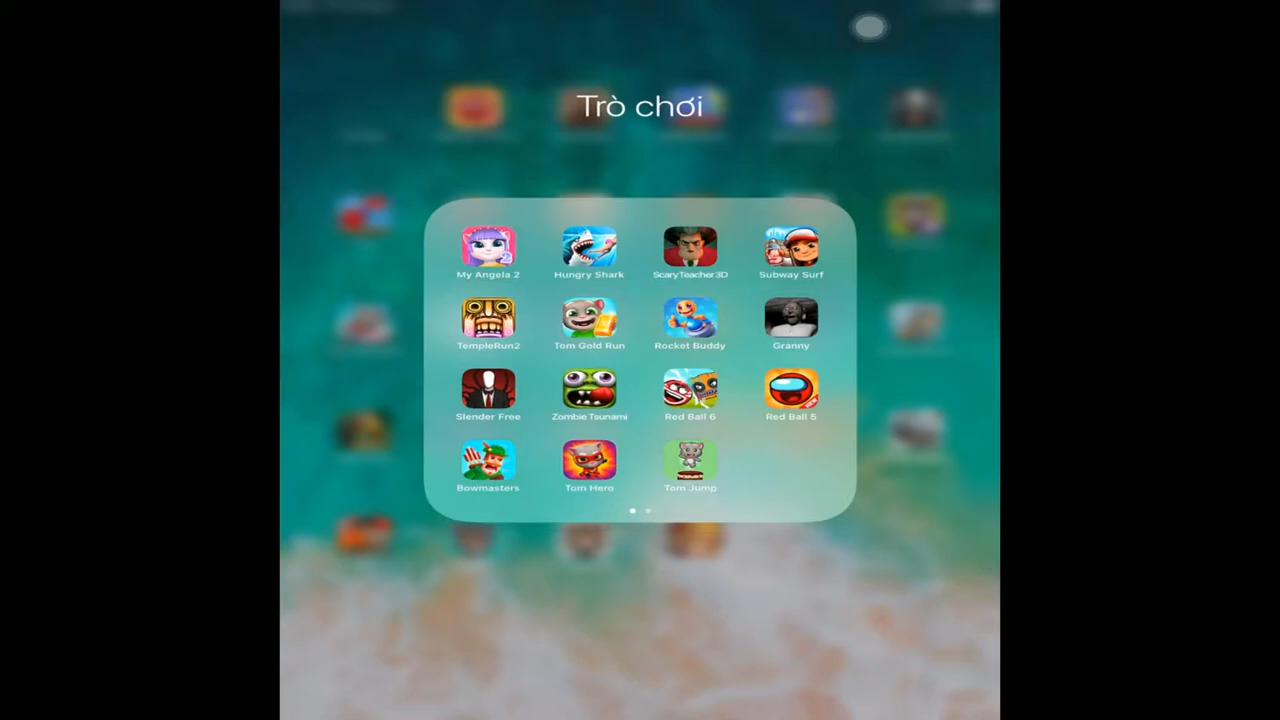 Trò chơi
My Angela 2
Hungry Shark
ScaryTeacher3D
Subway Surf
TempleRun2
Tom Gold Run
Rocket Buddy
Granny
Slender Free
Zombie Tsunami
Red Ball 6
Red Ball 5
Bowmasters
Tom Hero
Tom Jump